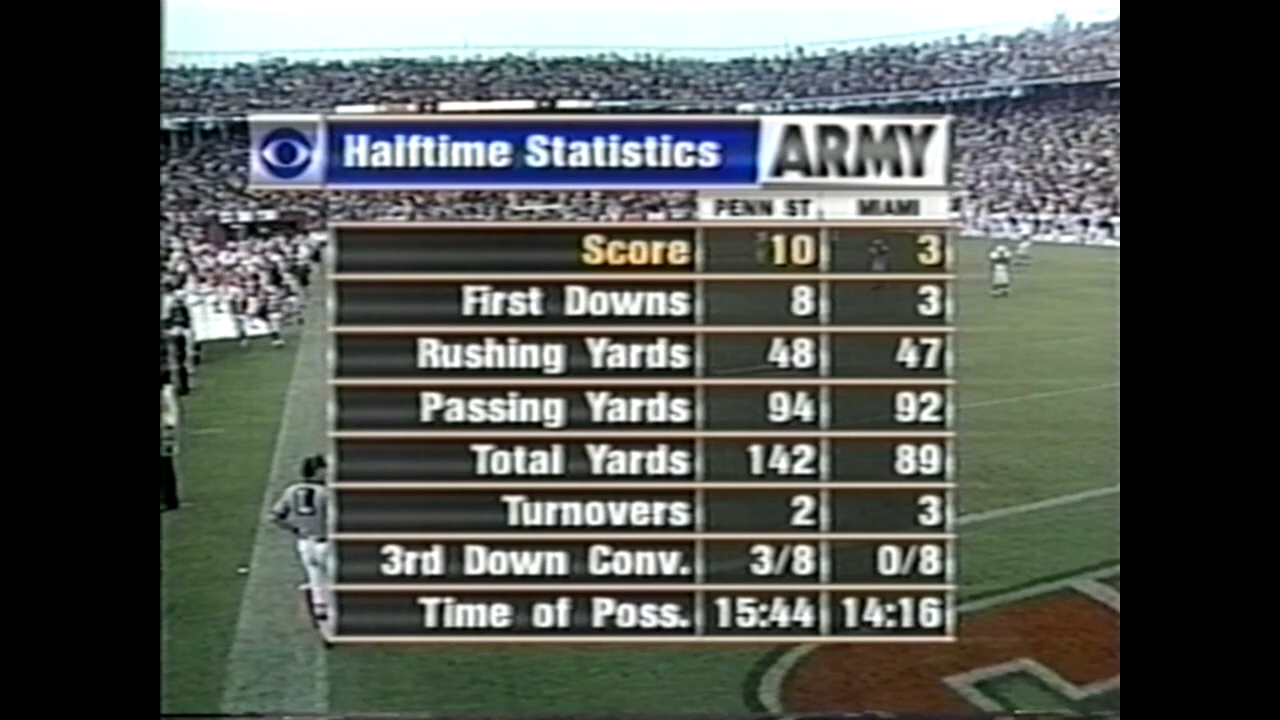 Halftime Statistics ARMY
PENN ST MIAMI
Score 10 3
First Downs 8 3
Rushing Yards 48 47
Passing Yards 94 92
Total Yards 142 89
Turnovers 2 3
3rd Down Conv. 3/8 0/8
Time of Poss. 15:44 14:16
L